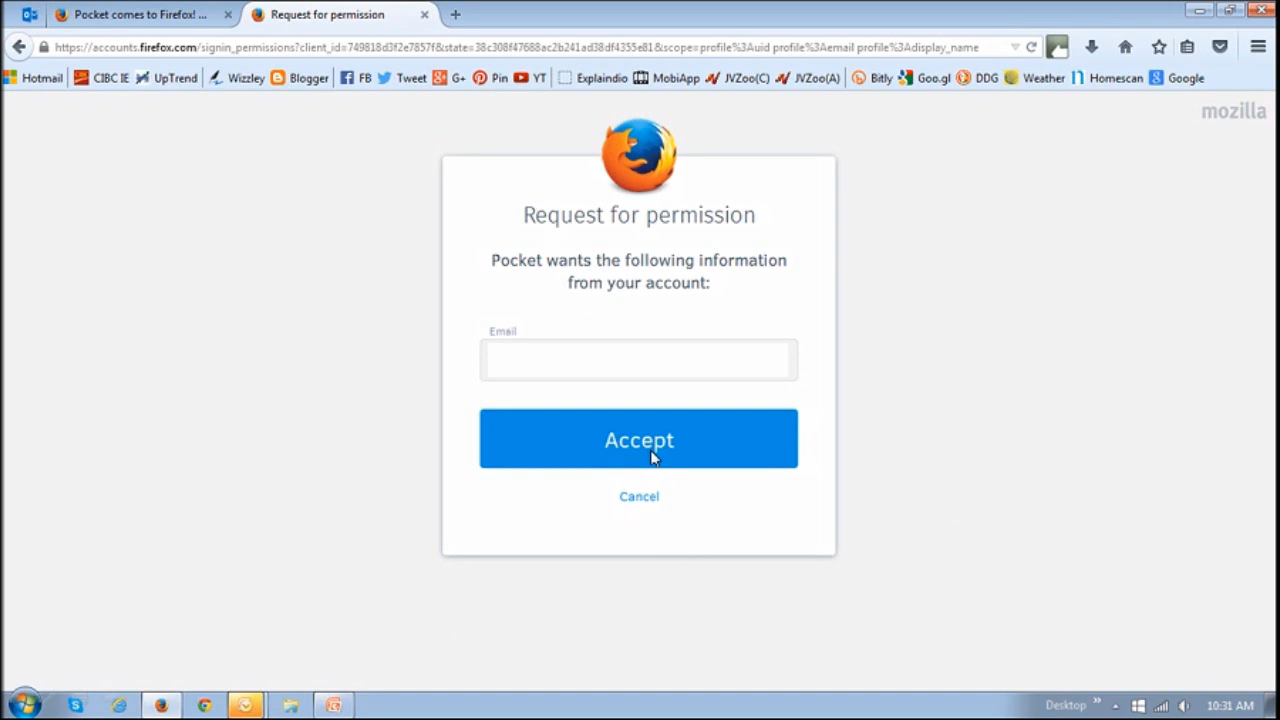 Pocket comes to Firefox! ...
Request for permission
https://accounts.firefox.com/signin_permissions?client_id=749818d3f2e7857f&state=38c308f47688ac2b241ad38df4355e81&scope=profile%3Auid profile%3Aemail profile%3Adisplay_name
Hotmail CIBC IE UpTrend Wizzley Blogger FB Tweet G+ Pin YT Explaindio MobiApp JVZoo(C) JVZoo(A) Bitly Goo.gl DDG Weather Homescan Google
mozilla
Request for permission
Pocket wants the following information
from your account:
Email
Accept
Cancel
Desktop
10:31 AM